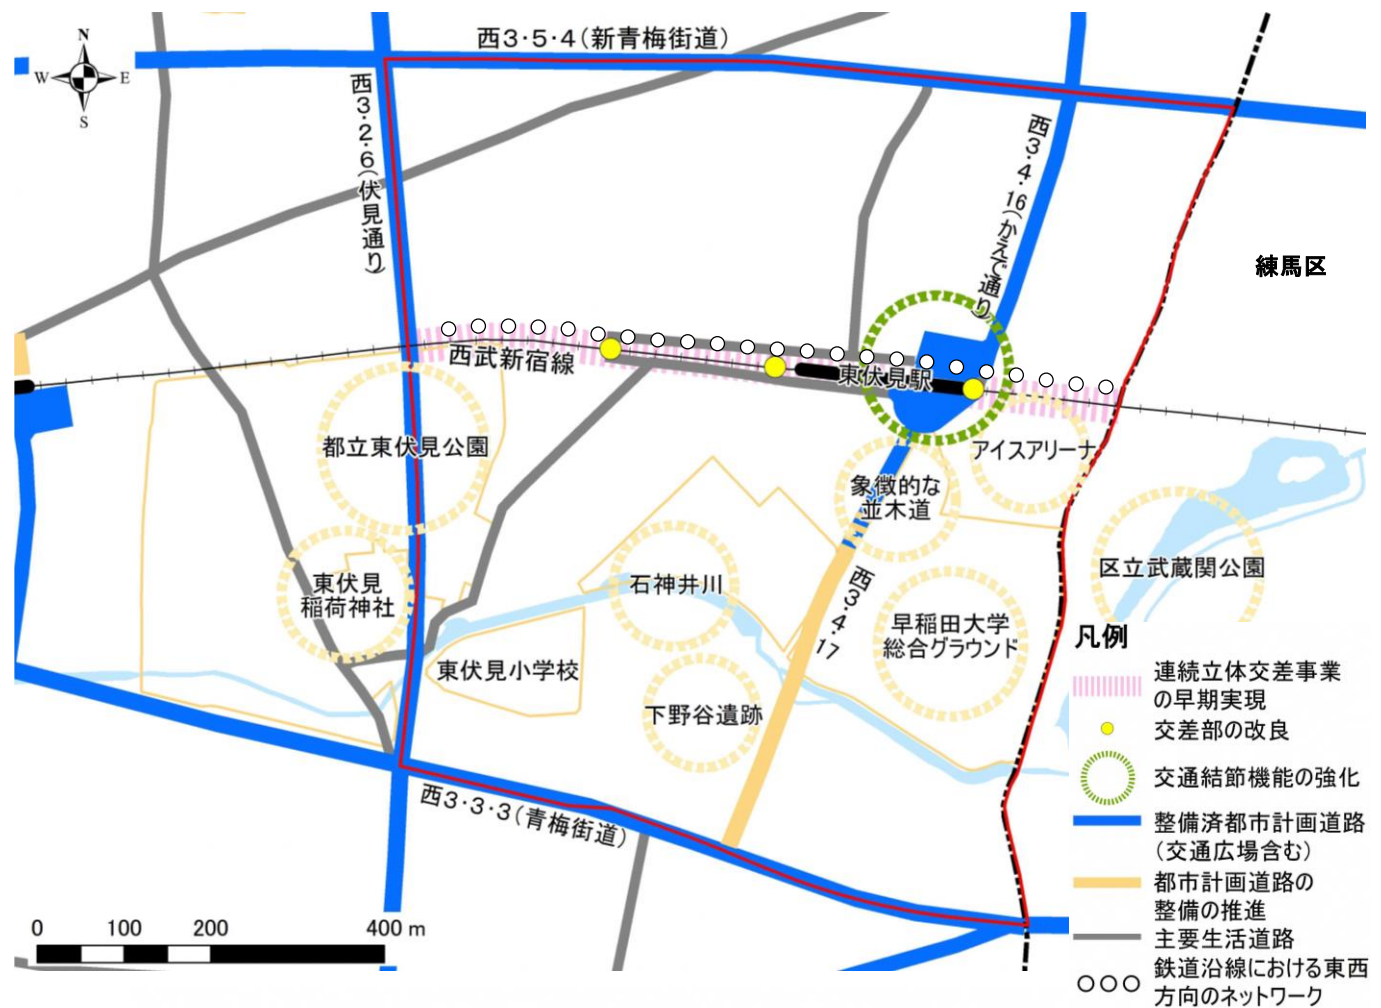 N
W
E
S
西3・5・4(新青梅街道)
西3・2・6(伏見通り)
西3・4・16(かえで通り)
練馬区
西武新宿線
東伏見駅
都立東伏見公園
アイスアリーナ
象徴的な
並木道
東伏見
稲荷神社
石神井川
区立武蔵関公園
西3・4・17
早稲田大学
総合グラウンド
東伏見小学校
下野谷遺跡
西3・3・3(青梅街道)
凡例
連続立体交差事業
の早期実現
交差部の改良
交通結節機能の強化
整備済都市計画道路
(交通広場含む)
都市計画道路の
整備の推進
主要生活道路
鉄道沿線における東西
方向のネットワーク
0 100 200 400 m